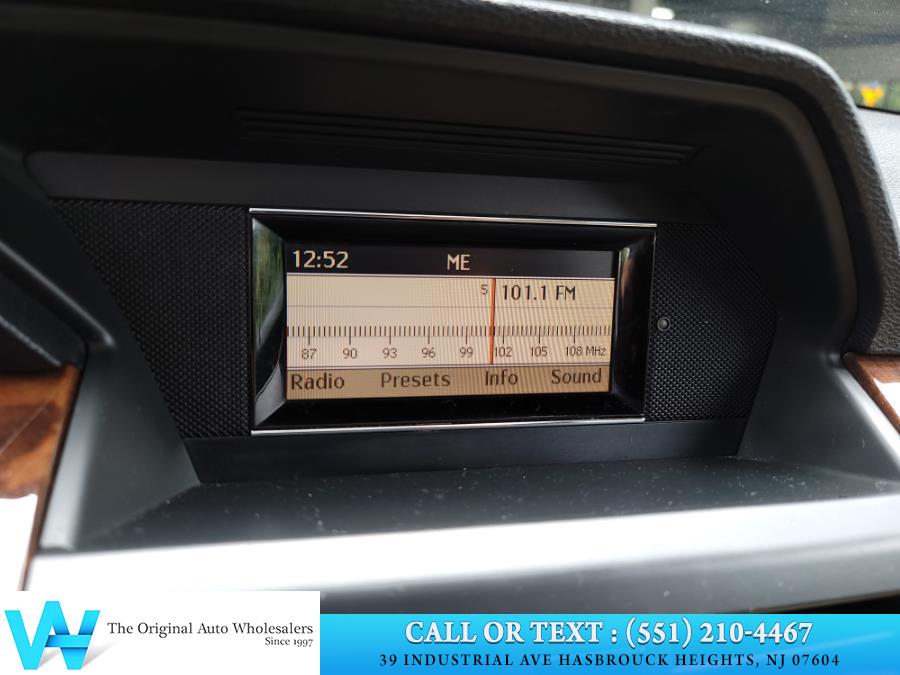 12:52 ME
5 101.1 FM
87 90 93 96 99 102 105 108 MHz
Radio Presets Info Sound
The Original Auto Wholesalers
Since 1997
CALL OR TEXT : (551) 210-4467
39 INDUSTRIAL AVE HASBROUCK HEIGHTS, NJ 07604